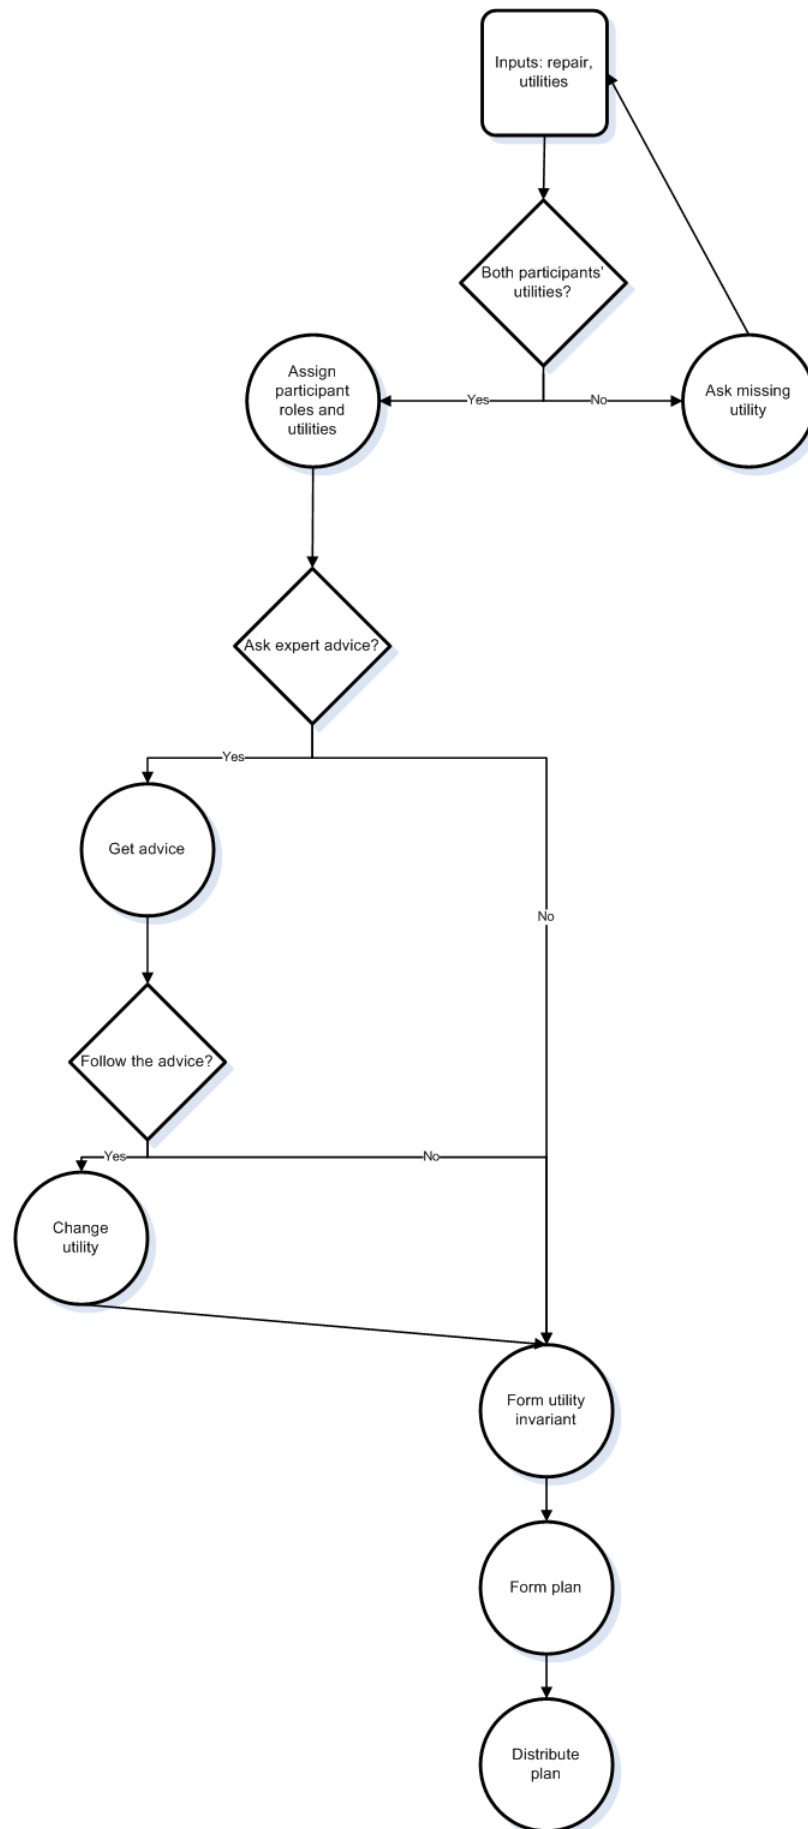 Inputs: repair,
utilities
Both participants'
utilities?
Assign
participant
roles and
utilities
Yes
No
Ask missing
utility
Ask expert advice?
Yes
Get advice
No
Follow the advice?
Yes
No
Change
utility
Form utility
invariant
Form plan
Distribute
plan